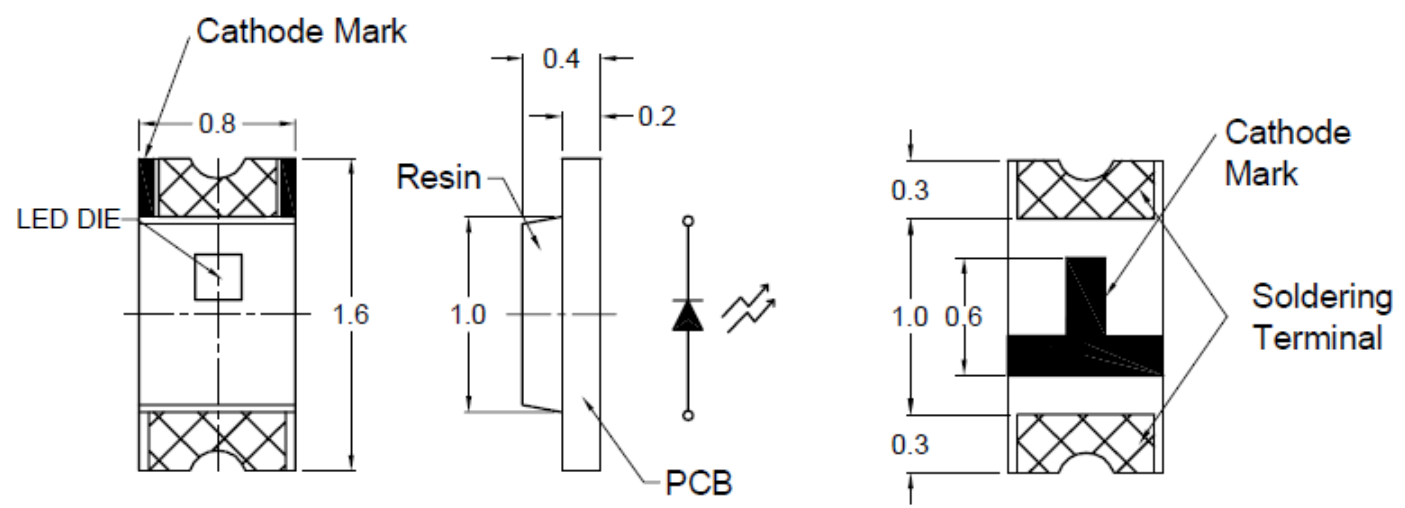 Cathode Mark
0.8
LED DIE
1.6
0.4
0.2
Resin
1.0
PCB
0.3
1.0
0.6
0.3
Cathode
Mark
Soldering
Terminal